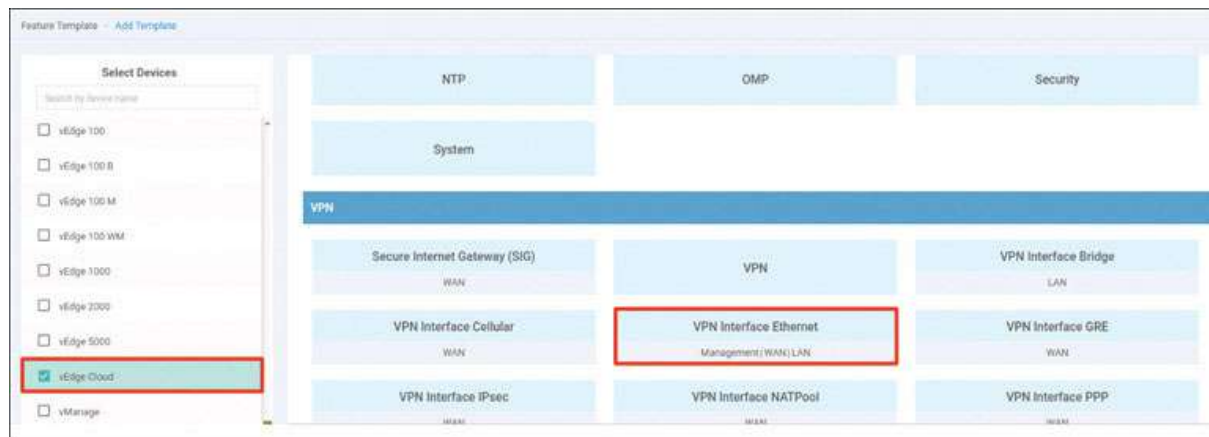 Feature Template Add Template
Select Devices
Search by device name
vEdge 100
vEdge 100 B
vEdge 100 M
vEdge 100 WM
vEdge 1000
vEdge 2000
vEdge 5000
vEdge Cloud
vManage
NTP
OMP
Security
System
VPN
Secure Internet Gateway (SIG)
WAN
VPN
VPN Interface Bridge
LAN
VPN Interface Cellular
WAN
VPN Interface Ethernet
Management | WAN | LAN
VPN Interface GRE
WAN
VPN Interface IPsec
WAN
VPN Interface NATPool
WAN
VPN Interface PPP
WAN